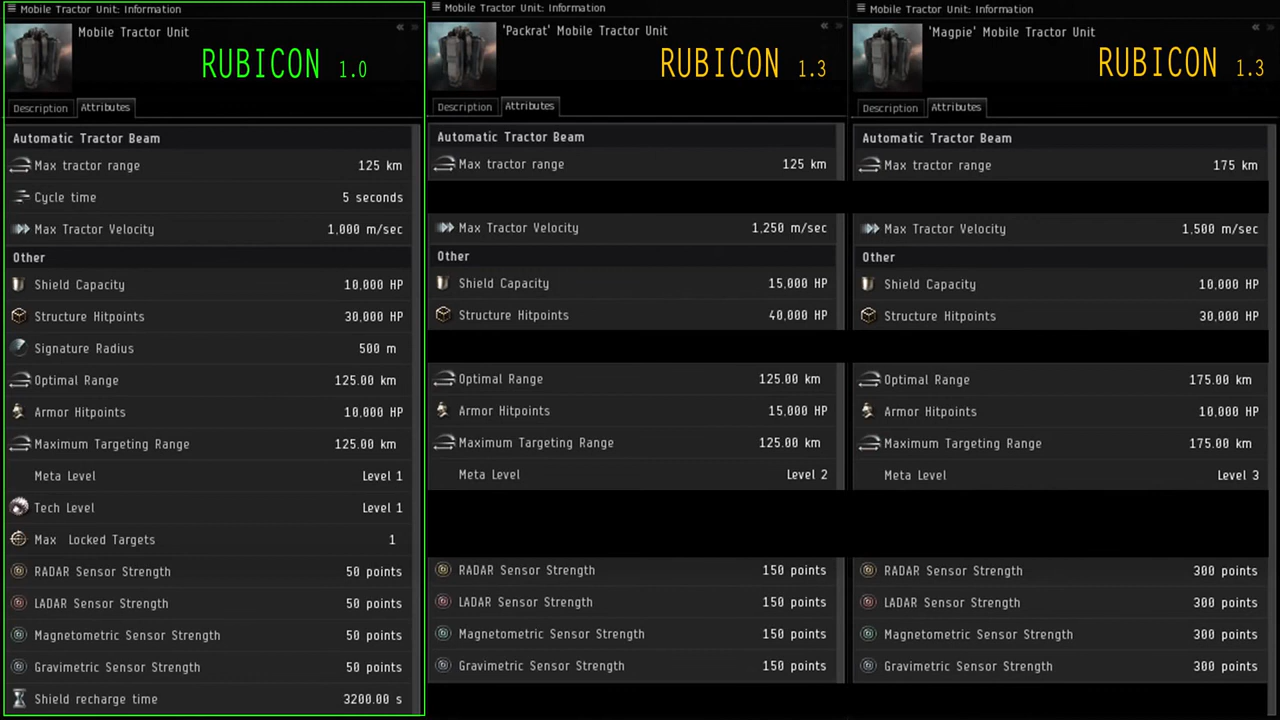 Mobile Tractor Unit: Information
Mobile Tractor Unit
RUBICON 1.0
Description Attributes
Automatic Tractor Beam
Max tractor range 125 km
Cycle time 5 seconds
Max Tractor Velocity 1,000 m/sec
Other
Shield Capacity 10,000 HP
Structure Hitpoints 30,000 HP
Signature Radius 500 m
Optimal Range 125.00 km
Armor Hitpoints 10,000 HP
Maximum Targeting Range 125.00 km
Meta Level Level 1
Tech Level Level 1
Max Locked Targets 1
RADAR Sensor Strength 50 points
LADAR Sensor Strength 50 points
Magnetometric Sensor Strength 50 points
Gravimetric Sensor Strength 50 points
Shield recharge time 3200.00 s
Mobile Tractor Unit: Information
'Packrat' Mobile Tractor Unit
RUBICON 1.3
Description Attributes
Automatic Tractor Beam
Max tractor range 125 km
Max Tractor Velocity 1,250 m/sec
Other
Shield Capacity 15,000 HP
Structure Hitpoints 40,000 HP
Optimal Range 125.00 km
Armor Hitpoints 15,000 HP
Maximum Targeting Range 125.00 km
Meta Level Level 2
RADAR Sensor Strength 150 points
LADAR Sensor Strength 150 points
Magnetometric Sensor Strength 150 points
Gravimetric Sensor Strength 150 points
Mobile Tractor Unit: Information
'Magpie' Mobile Tractor Unit
RUBICON 1.3
Description Attributes
Automatic Tractor Beam
Max tractor range 175 km
Max Tractor Velocity 1,500 m/sec
Other
Shield Capacity 10,000 HP
Structure Hitpoints 30,000 HP
Optimal Range 175.00 km
Armor Hitpoints 10,000 HP
Maximum Targeting Range 175.00 km
Meta Level Level 3
RADAR Sensor Strength 300 points
LADAR Sensor Strength 300 points
Magnetometric Sensor Strength 300 points
Gravimetric Sensor Strength 300 points